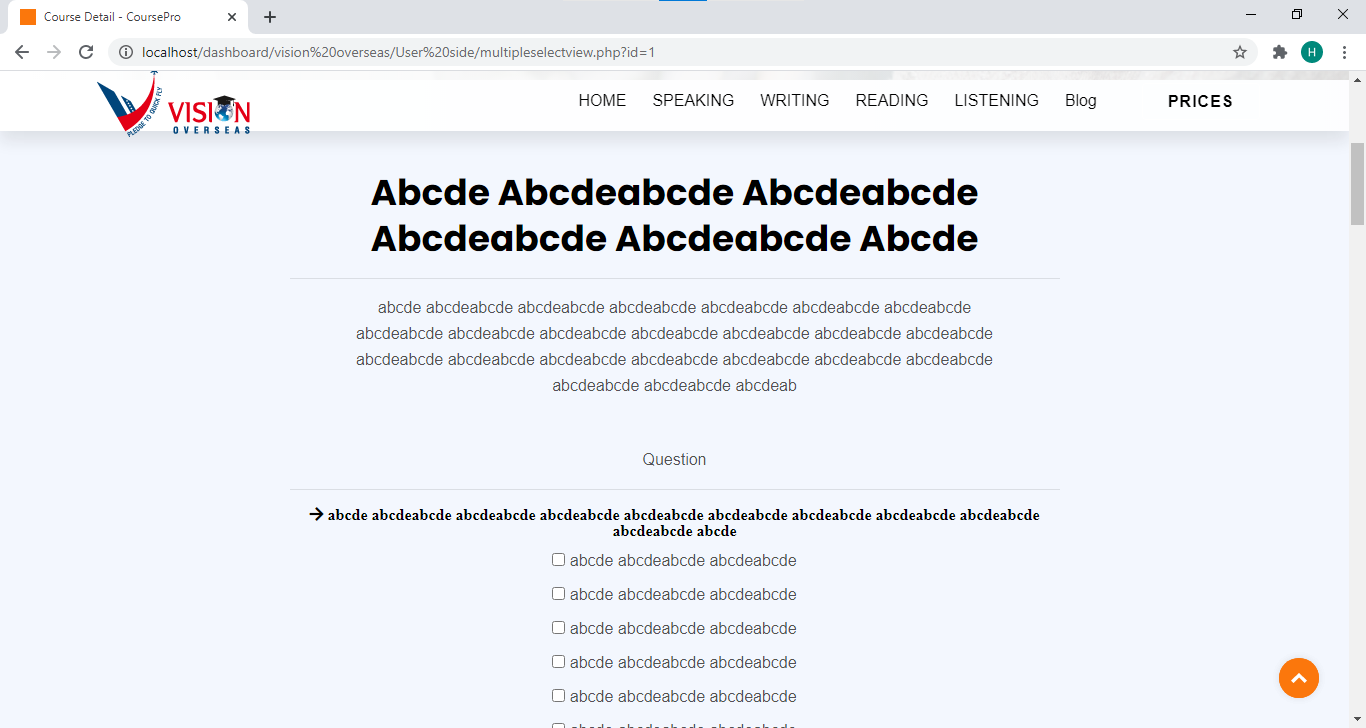 Course Detail - CoursePro
localhost/dashboard/vision%20overseas/User%20side/multipleselectview.php?id=1
H
PLEDGE TO QUICK FLY
VISION
OVERSEAS
HOME SPEAKING WRITING READING LISTENING Blog PRICES
Abcde Abcdeabcde Abcdeabcde
Abcdeabcde Abcdeabcde Abcde
abcde abcdeabcde abcdeabcde abcdeabcde abcdeabcde abcdeabcde abcdeabcde
abcdeabcde abcdeabcde abcdeabcde abcdeabcde abcdeabcde abcdeabcde abcdeabcde
abcdeabcde abcdeabcde abcdeabcde abcdeabcde abcdeabcde abcdeabcde abcdeabcde
abcdeabcde abcdeabcde abcdeab
Question
→ abcde abcdeabcde abcdeabcde abcdeabcde abcdeabcde abcdeabcde abcdeabcde abcdeabcde abcdeabcde
abcdeabcde abcde
abcde abcdeabcde abcdeabcde
abcde abcdeabcde abcdeabcde
abcde abcdeabcde abcdeabcde
abcde abcdeabcde abcdeabcde
abcde abcdeabcde abcdeabcde